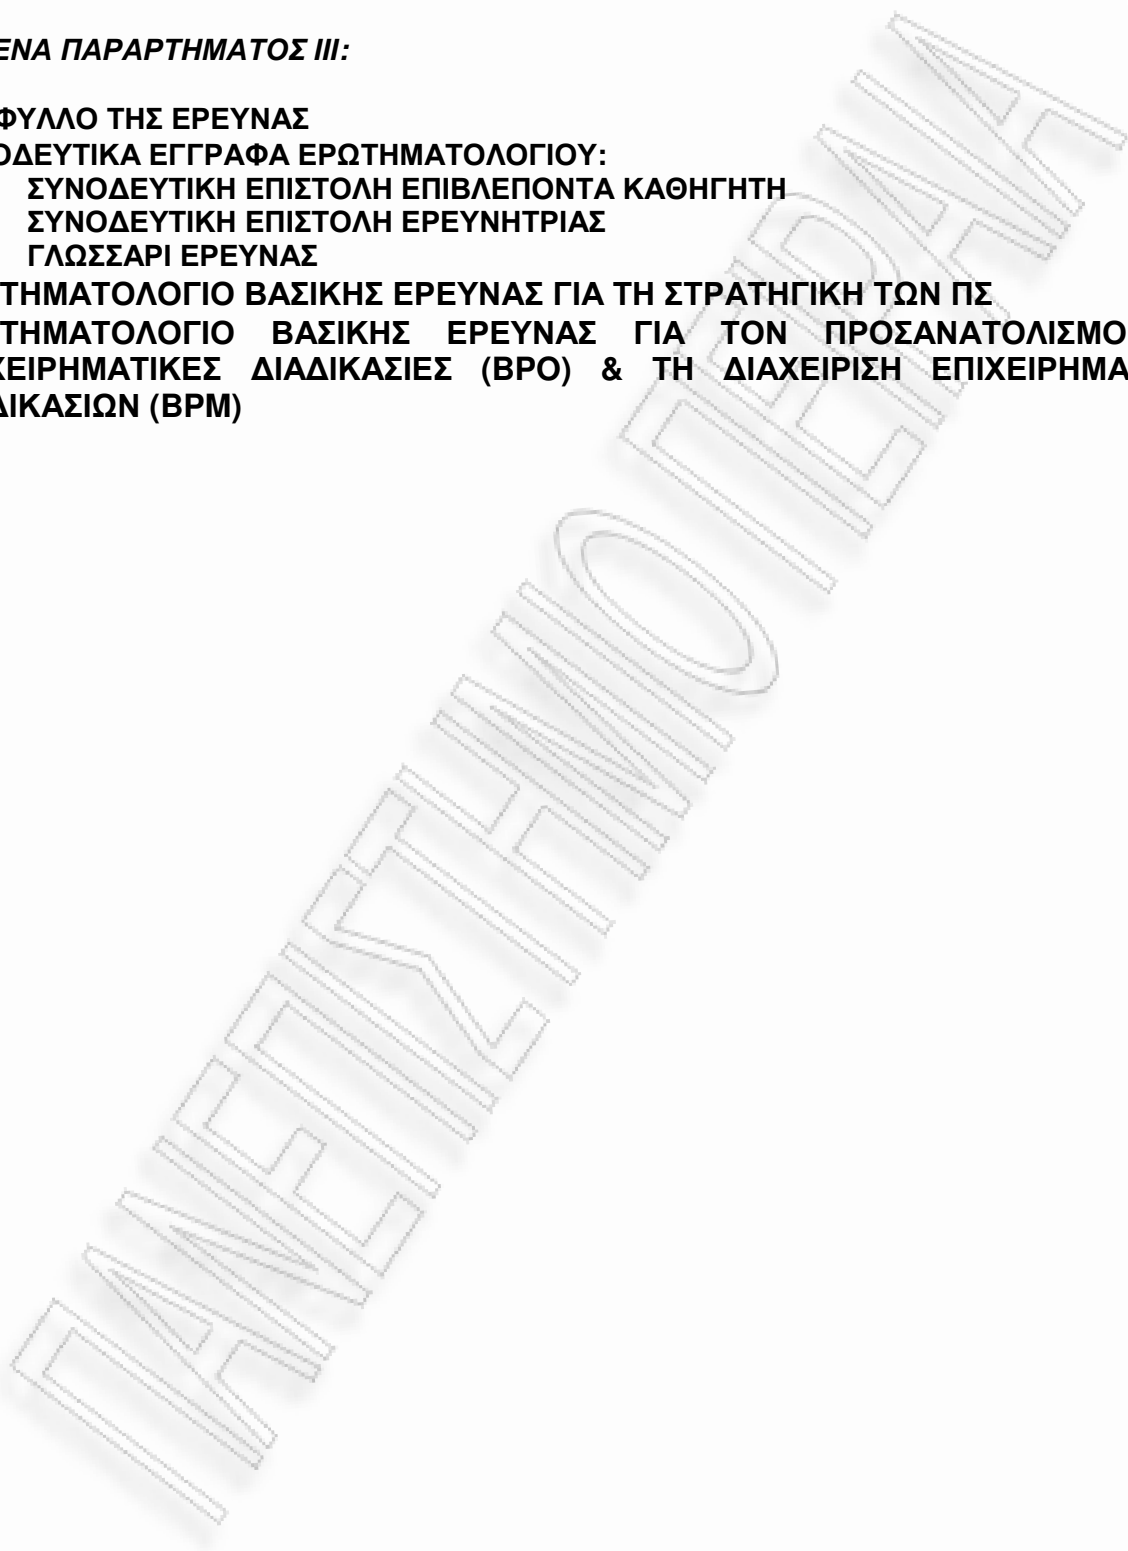 ΕΝΑ ΠΑΡΑΡΤΗΜΑΤΟΣ ΙΙΙ:
ΦΥΛΛΟ ΤΗΣ ΕΡΕΥΝΑΣ
ΟΔΕΥΤΙΚΑ ΕΓΓΡΑΦΑ ΕΡΩΤΗΜΑΤΟΛΟΓΙΟΥ:
ΣΥΝΟΔΕΥΤΙΚΗ ΕΠΙΣΤΟΛΗ ΕΠΙΒΛΕΠΟΝΤΑ ΚΑΘΗΓΗΤΗ
ΣΥΝΟΔΕΥΤΙΚΗ ΕΠΙΣΤΟΛΗ ΕΡΕΥΝΗΤΡΙΑΣ
ΓΛΩΣΣΑΡΙ ΕΡΕΥΝΑΣ
ΤΗΜΑΤΟΛΟΓΙΟ ΒΑΣΙΚΗΣ ΕΡΕΥΝΑΣ ΓΙΑ ΤΗ ΣΤΡΑΤΗΓΙΚΗ ΤΩΝ ΠΣ
ΤΗΜΑΤΟΛΟΓΙΟ ΒΑΣΙΚΗΣ ΕΡΕΥΝΑΣ ΓΙΑ ΤΟΝ ΠΡΟΣΑΝΑΤΟΛΙΣΜΟ
ΧΕΙΡΗΜΑΤΙΚΕΣ ΔΙΑΔΙΚΑΣΙΕΣ (BPO) & ΤΗ ΔΙΑΧΕΙΡΙΣΗ ΕΠΙΧΕΙΡΗΜΑ
ΔΙΚΑΣΙΩΝ (BPM)
ΠΑΝΕΠΙΣΤΗΜΙΟ ΠΕΙΡΑΙΑ